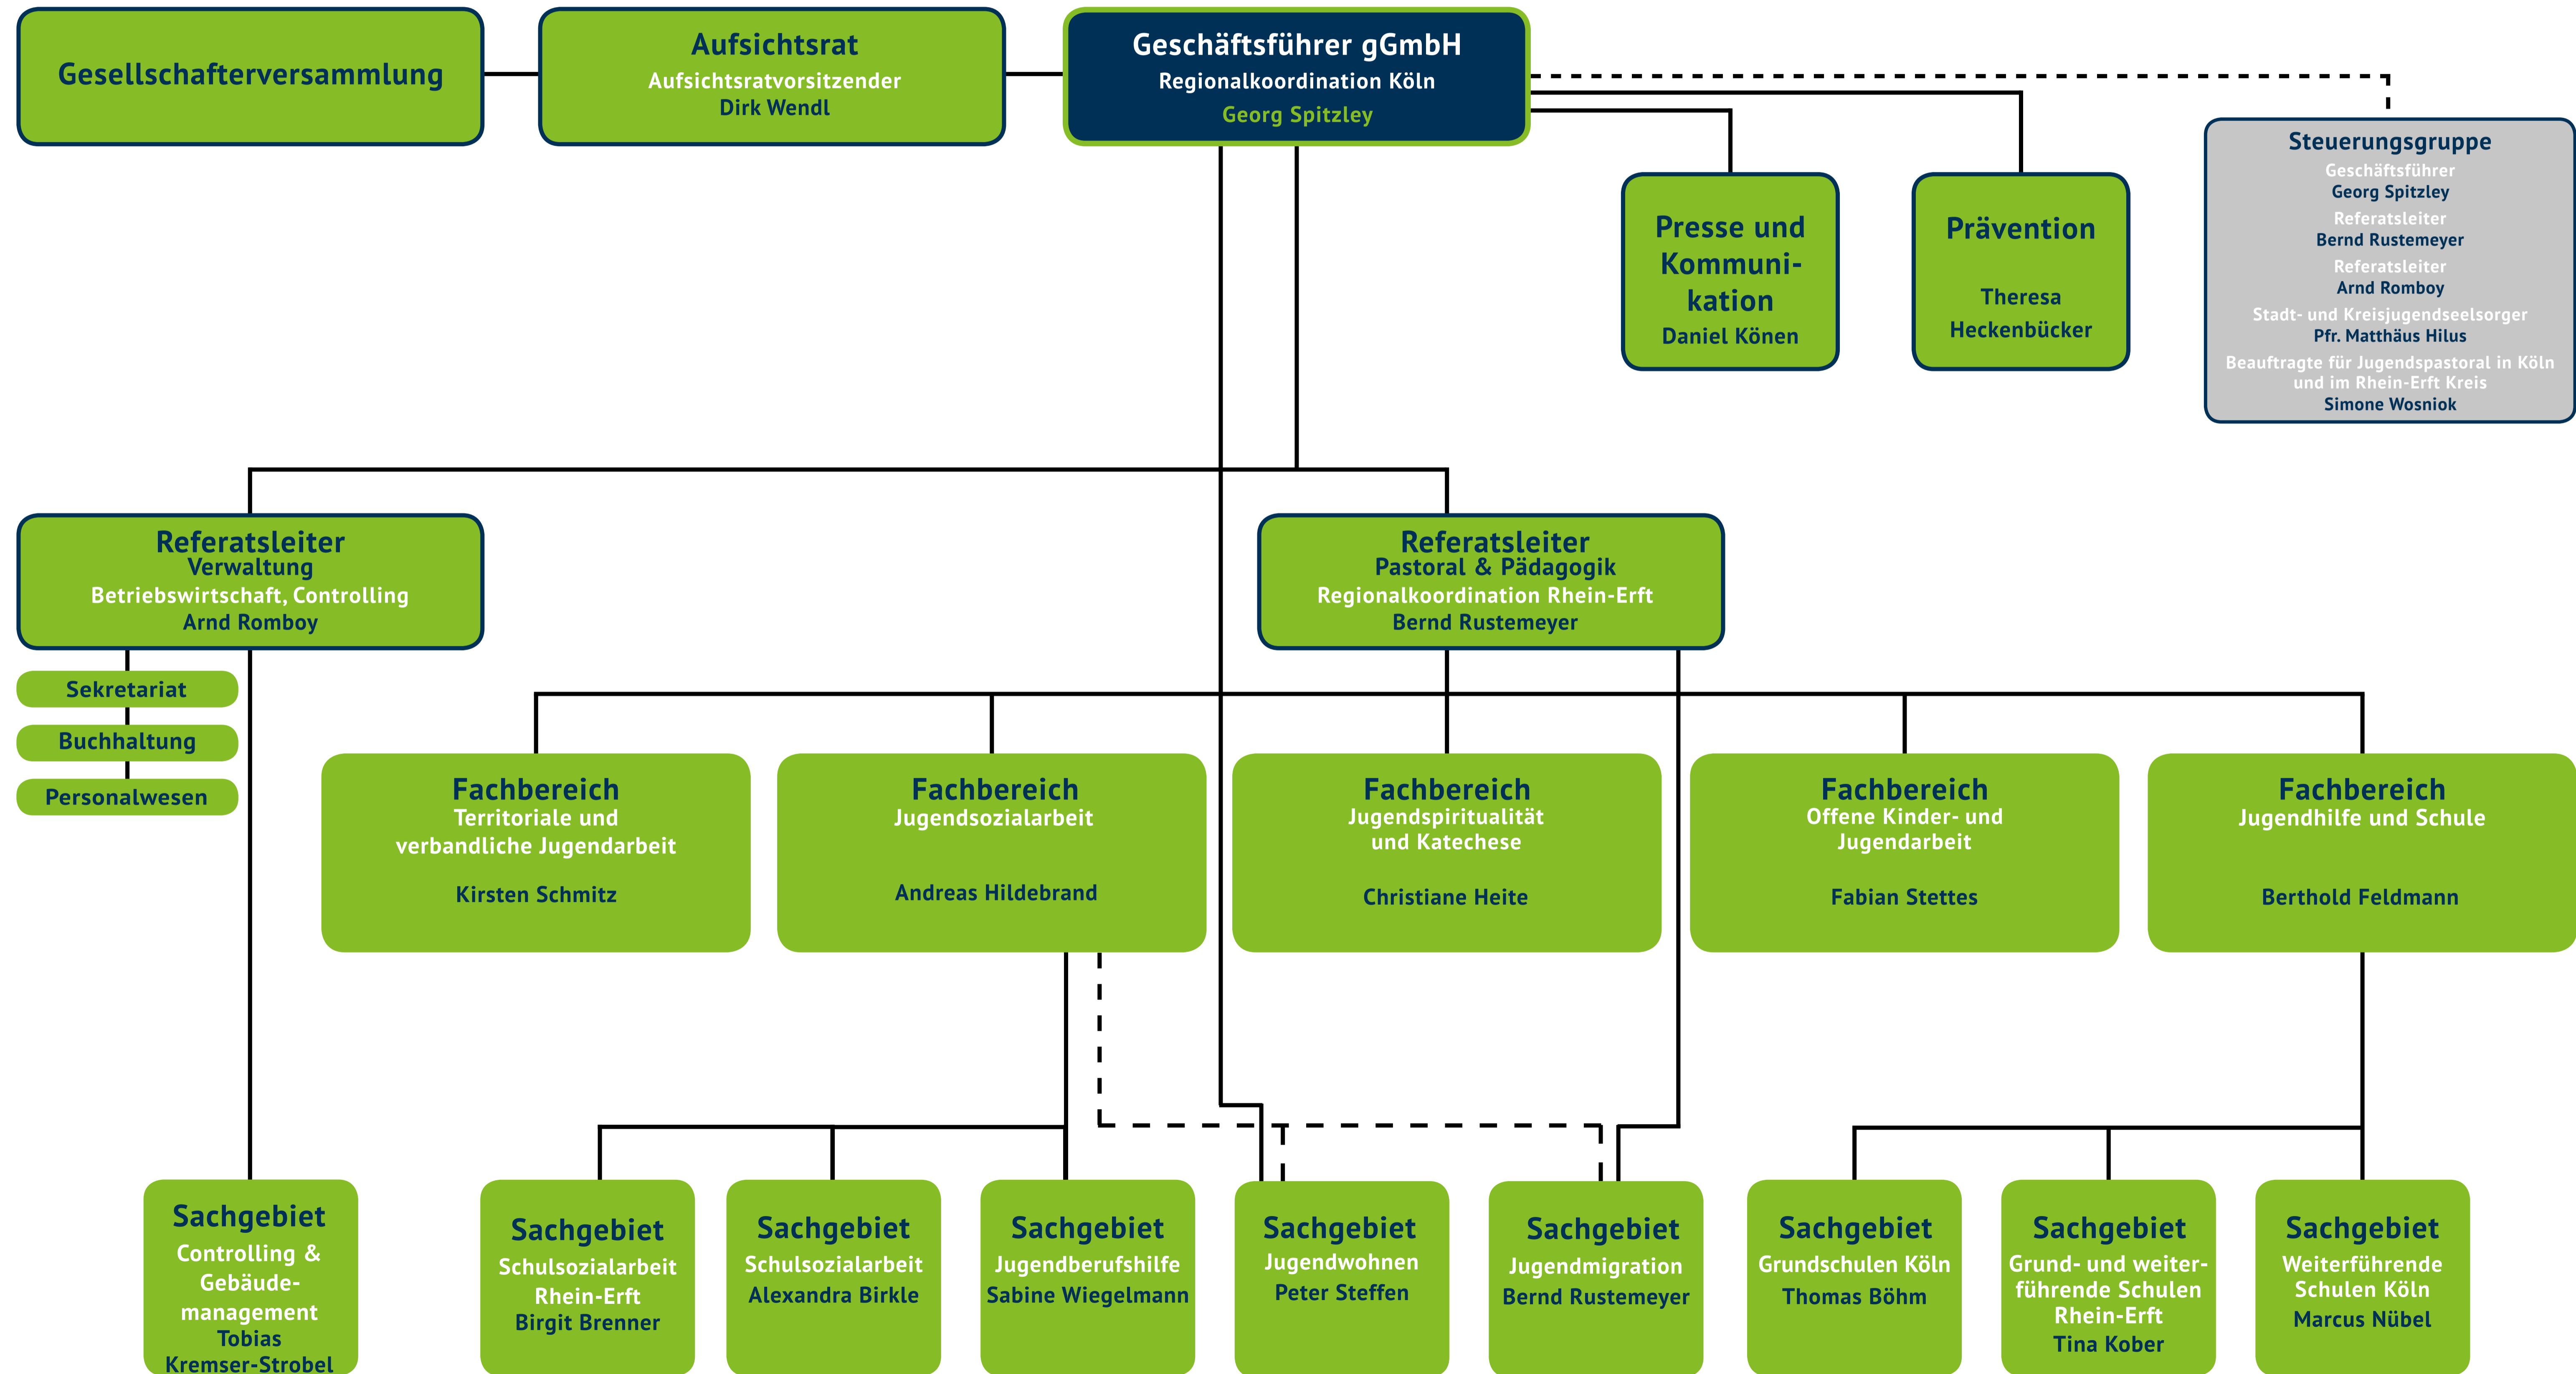 Gesellschafterversammlung
Aufsichtsrat
Aufsichtsratvorsitzender
Dirk Wendl
Geschäftsführer gGmbH
Regionalkoordination Köln
Georg Spitzley
Presse und
Kommuni-
kation
Daniel Könen
Prävention
Theresa
Heckenbücker
Steuerungsgruppe
Geschäftsführer
Georg Spitzley
Referatsleiter
Bernd Rustemeyer
Referatsleiter
Arnd Romboy
Stadt- und Kreisjugendseelsorger
Pfr. Matthäus Hilus
Beauftragte für Jugendspastoral in Köln
und im Rhein-Erft Kreis
Simone Wosniok
Referatsleiter
Verwaltung
Betriebswirtschaft, Controlling
Arnd Romboy
Referatsleiter
Pastoral & Pädagogik
Regionalkoordination Rhein-Erft
Bernd Rustemeyer
Sekretariat
Buchhaltung
Personalwesen
Fachbereich
Territoriale und
verbandliche Jugendarbeit
Kirsten Schmitz
Fachbereich
Jugendsozialarbeit
Andreas Hildebrand
Fachbereich
Jugendspiritualität
und Katechese
Christiane Heite
Fachbereich
Offene Kinder- und
Jugendarbeit
Fabian Stettes
Fachbereich
Jugendhilfe und Schule
Berthold Feldmann
Sachgebiet
Controlling &
Gebäude-
management
Tobias
Kremser-Strobel
Sachgebiet
Schulsozialarbeit
Rhein-Erft
Birgit Brenner
Sachgebiet
Schulsozialarbeit
Alexandra Birkle
Sachgebiet
Jugendberufshilfe
Sabine Wiegelmann
Sachgebiet
Jugendwohnen
Peter Steffen
Sachgebiet
Jugendmigration
Bernd Rustemeyer
Sachgebiet
Grundschulen Köln
Thomas Böhm
Sachgebiet
Grund- und weiter-
führende Schulen
Rhein-Erft
Tina Kober
Sachgebiet
Weiterführende
Schulen Köln
Marcus Nübel